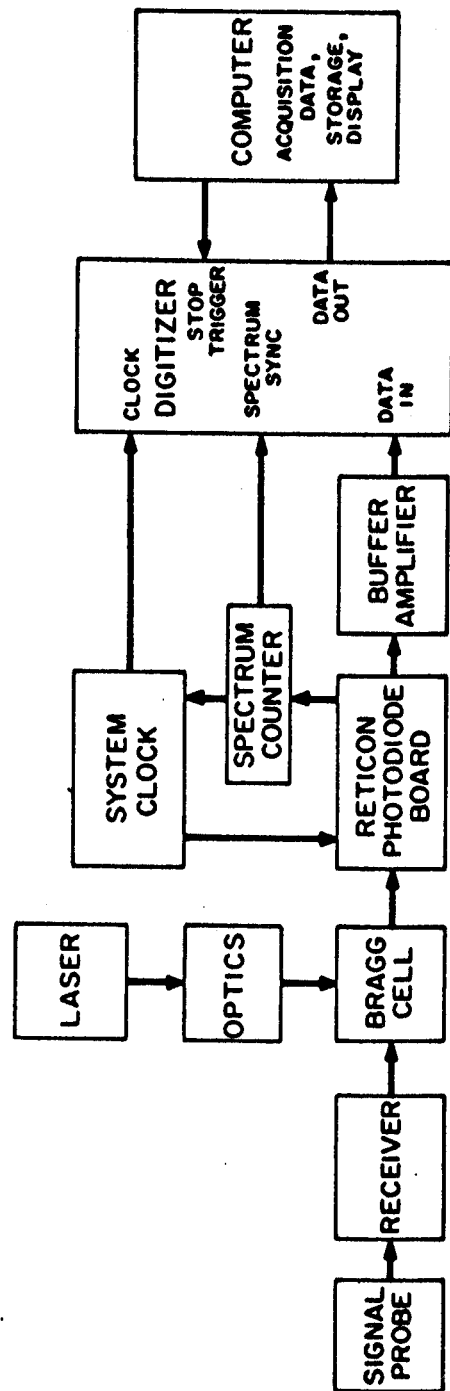 LASER
OPTICS
SIGNAL
PROBE
RECEIVER
BRAGG
CELL
SYSTEM
CLOCK
SPECTRUM
COUNTER
RETICON
PHOTODIODE
BOARD
BUFFER
AMPLIFIER
CLOCK
DIGITIZER
STOP
TRIGGER
SPECTRUM
SYNC
DATA
OUT
DATA
IN
COMPUTER
ACQUISITION
DATA,
STORAGE,
DISPLAY